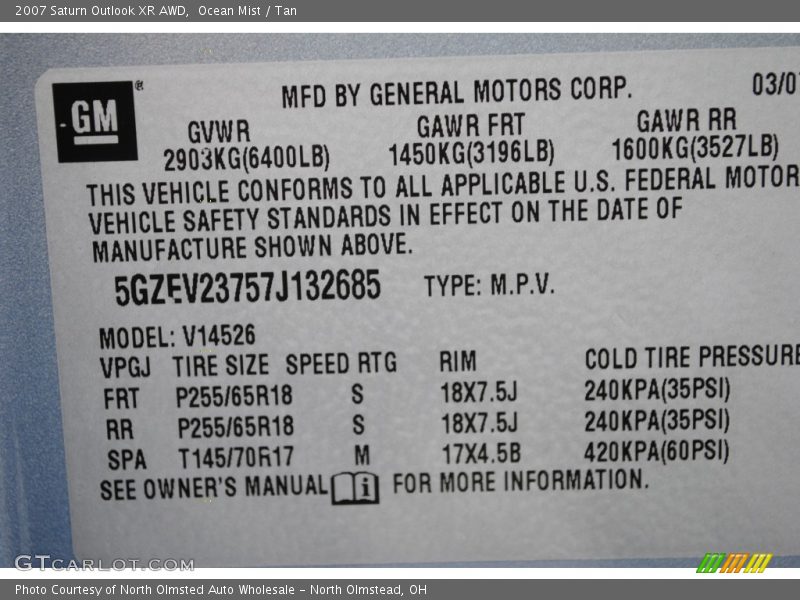 2007 Saturn Outlook XR AWD,  Ocean Mist / Tan
GM ®
MFD BY GENERAL MOTORS CORP. 03/07
GVWR GAWR FRT GAWR RR
2903KG(6400LB) 1450KG(3196LB) 1600KG(3527LB)
THIS VEHICLE CONFORMS TO ALL APPLICABLE U.S. FEDERAL MOTOR
VEHICLE SAFETY STANDARDS IN EFFECT ON THE DATE OF
MANUFACTURE SHOWN ABOVE.
5GZEV23757J132685 TYPE: M.P.V.
MODEL: V14526
VPGJ TIRE SIZE SPEED RTG RIM COLD TIRE PRESSURE
FRT P255/65R18 S 18X7.5J 240KPA(35PSI)
RR P255/65R18 S 18X7.5J 240KPA(35PSI)
SPA T145/70R17 M 17X4.5B 420KPA(60PSI)
SEE OWNER'S MANUAL i FOR MORE INFORMATION.
GTCarLot.com
Photo Courtesy of North Olmsted Auto Wholesale - North Olmstead, OH